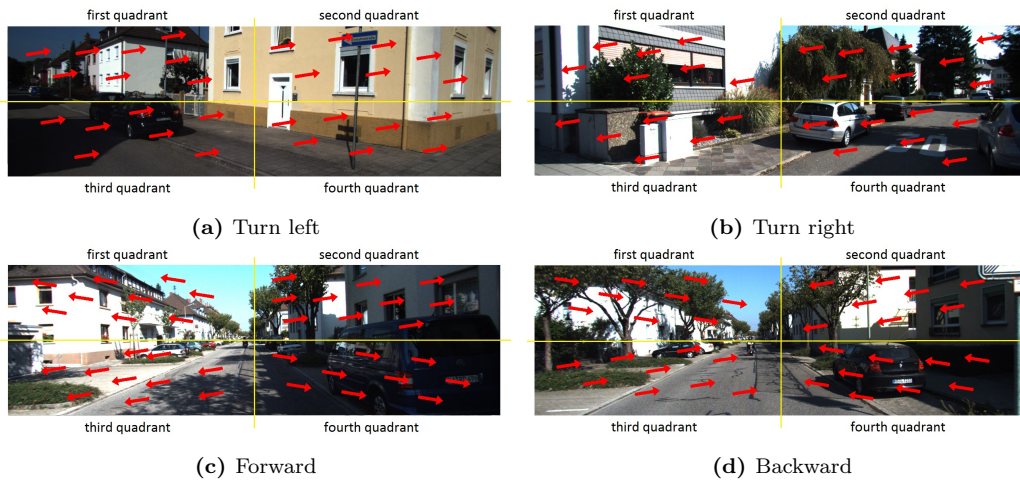 first quadrant second quadrant
third quadrant fourth quadrant
(a) Turn left
first quadrant second quadrant
third quadrant fourth quadrant
(b) Turn right
first quadrant second quadrant
third quadrant fourth quadrant
(c) Forward
first quadrant second quadrant
third quadrant fourth quadrant
(d) Backward